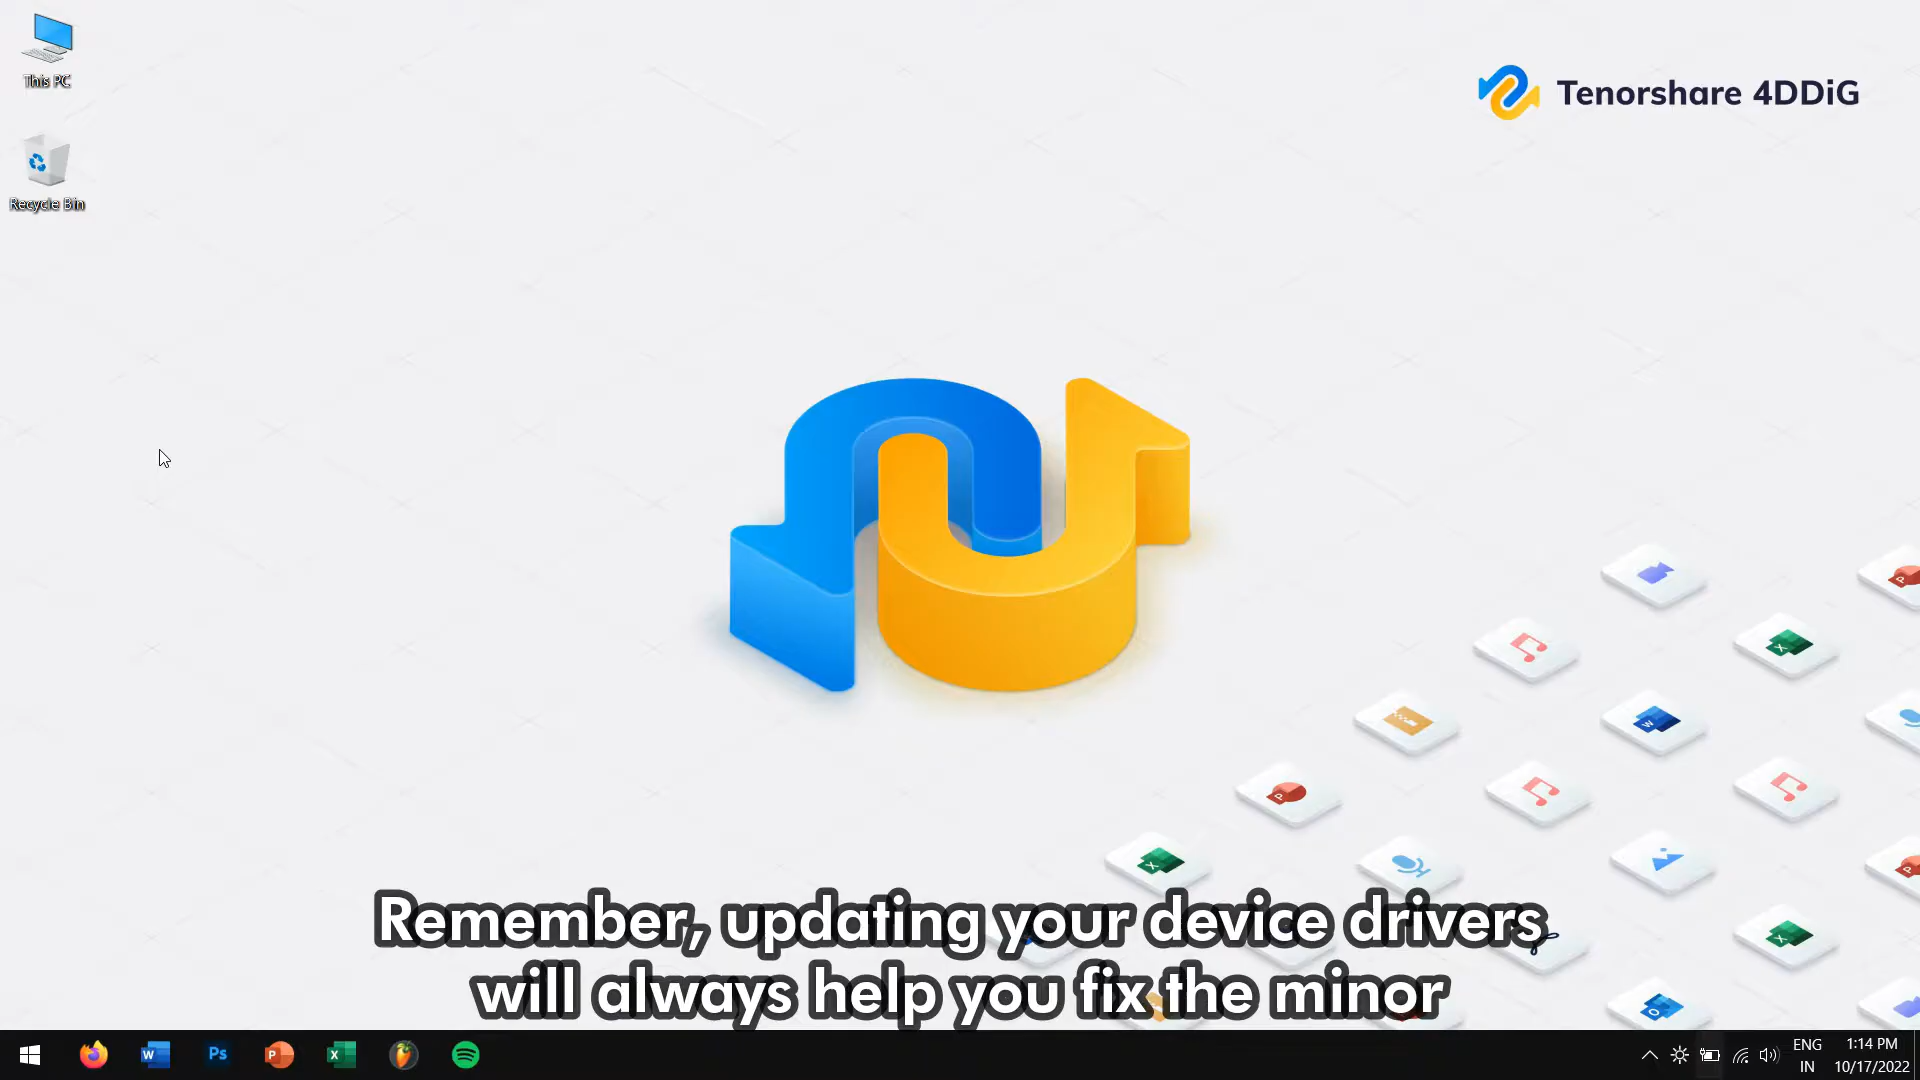 This PC
Tenorshare 4DDiG
Recycle Bin
Remember, updating your device drivers
will always help you fix the minor
ENG
IN
1:14 PM
10/17/2022
W
Ps
P
X